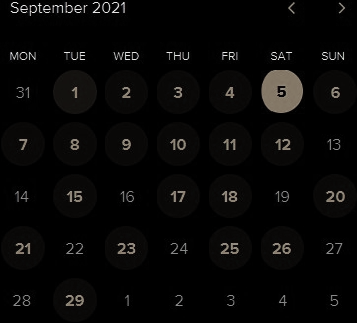 September 2021 < >
MON TUE WED THU FRI SAT SUN
31 1 2 3 4 5 6
7 8 9 10 11 12 13
14 15 16 17 18 19 20
21 22 23 24 25 26 27
28 29 1 2 3 4 5